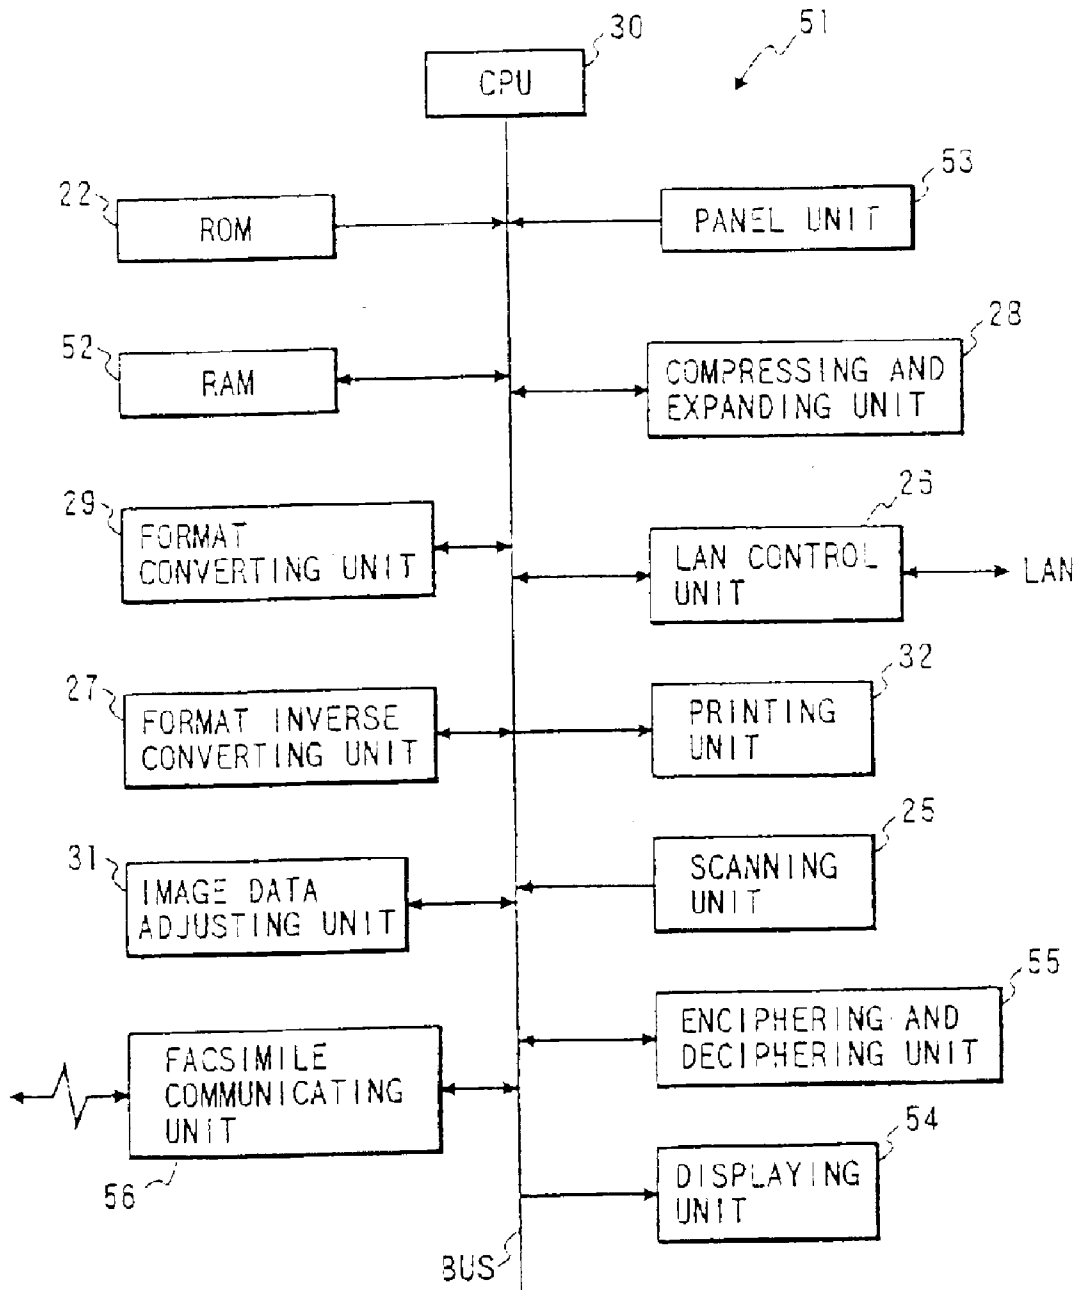 30
51
CPU
22
ROM
53
PANEL UNIT
52
RAM
28
COMPRESSING AND
EXPANDING UNIT
29
FORMAT
CONVERTING UNIT
26
LAN CONTROL
UNIT
LAN
27
FORMAT INVERSE
CONVERTING UNIT
32
PRINTING
UNIT
31
IMAGE DATA
ADJUSTING UNIT
25
SCANNING
UNIT
55
ENCIPHERING AND
DECIPHERING UNIT
FACSIMILE
COMMUNICATING
UNIT
56
54
DISPLAYING
UNIT
BUS